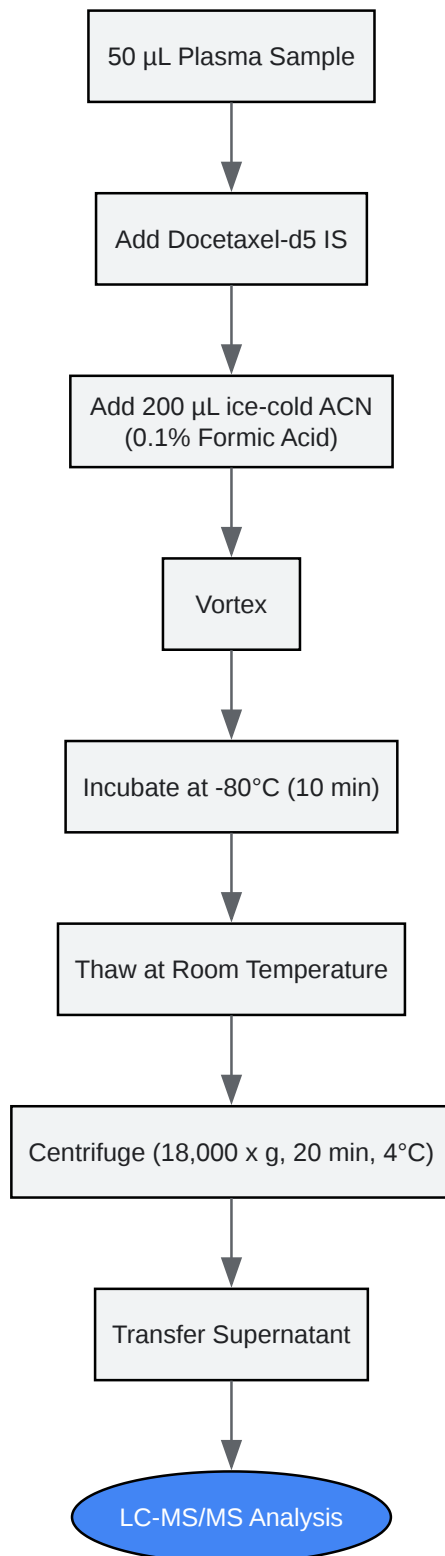 50 µL Plasma Sample
Add Docetaxel-d5 IS
Add 200 µL ice-cold ACN
(0.1% Formic Acid)
Vortex
Incubate at -80°C (10 min)
Thaw at Room Temperature
Centrifuge (18,000 x g, 20 min, 4°C)
Transfer Supernatant
LC-MS/MS Analysis